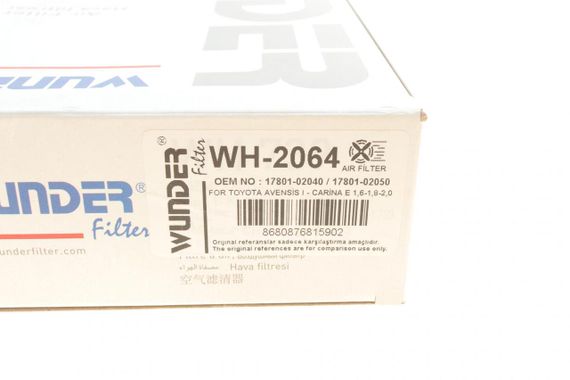 WUNDER®
Filter
wunderfilter.com
WUNDER®
Filter
WH-2064
AIR FILTER
OEM NO : 17801-02040 / 17801-02050
FOR TOYOTA AVENSIS I - CARINA E 1,6-1,8-2,0
8680876815902
Orijinal referanslar sadece karşılaştırma amaçlıdır.
The original references are for comparison use only.
Hava filtresi
空气滤清器